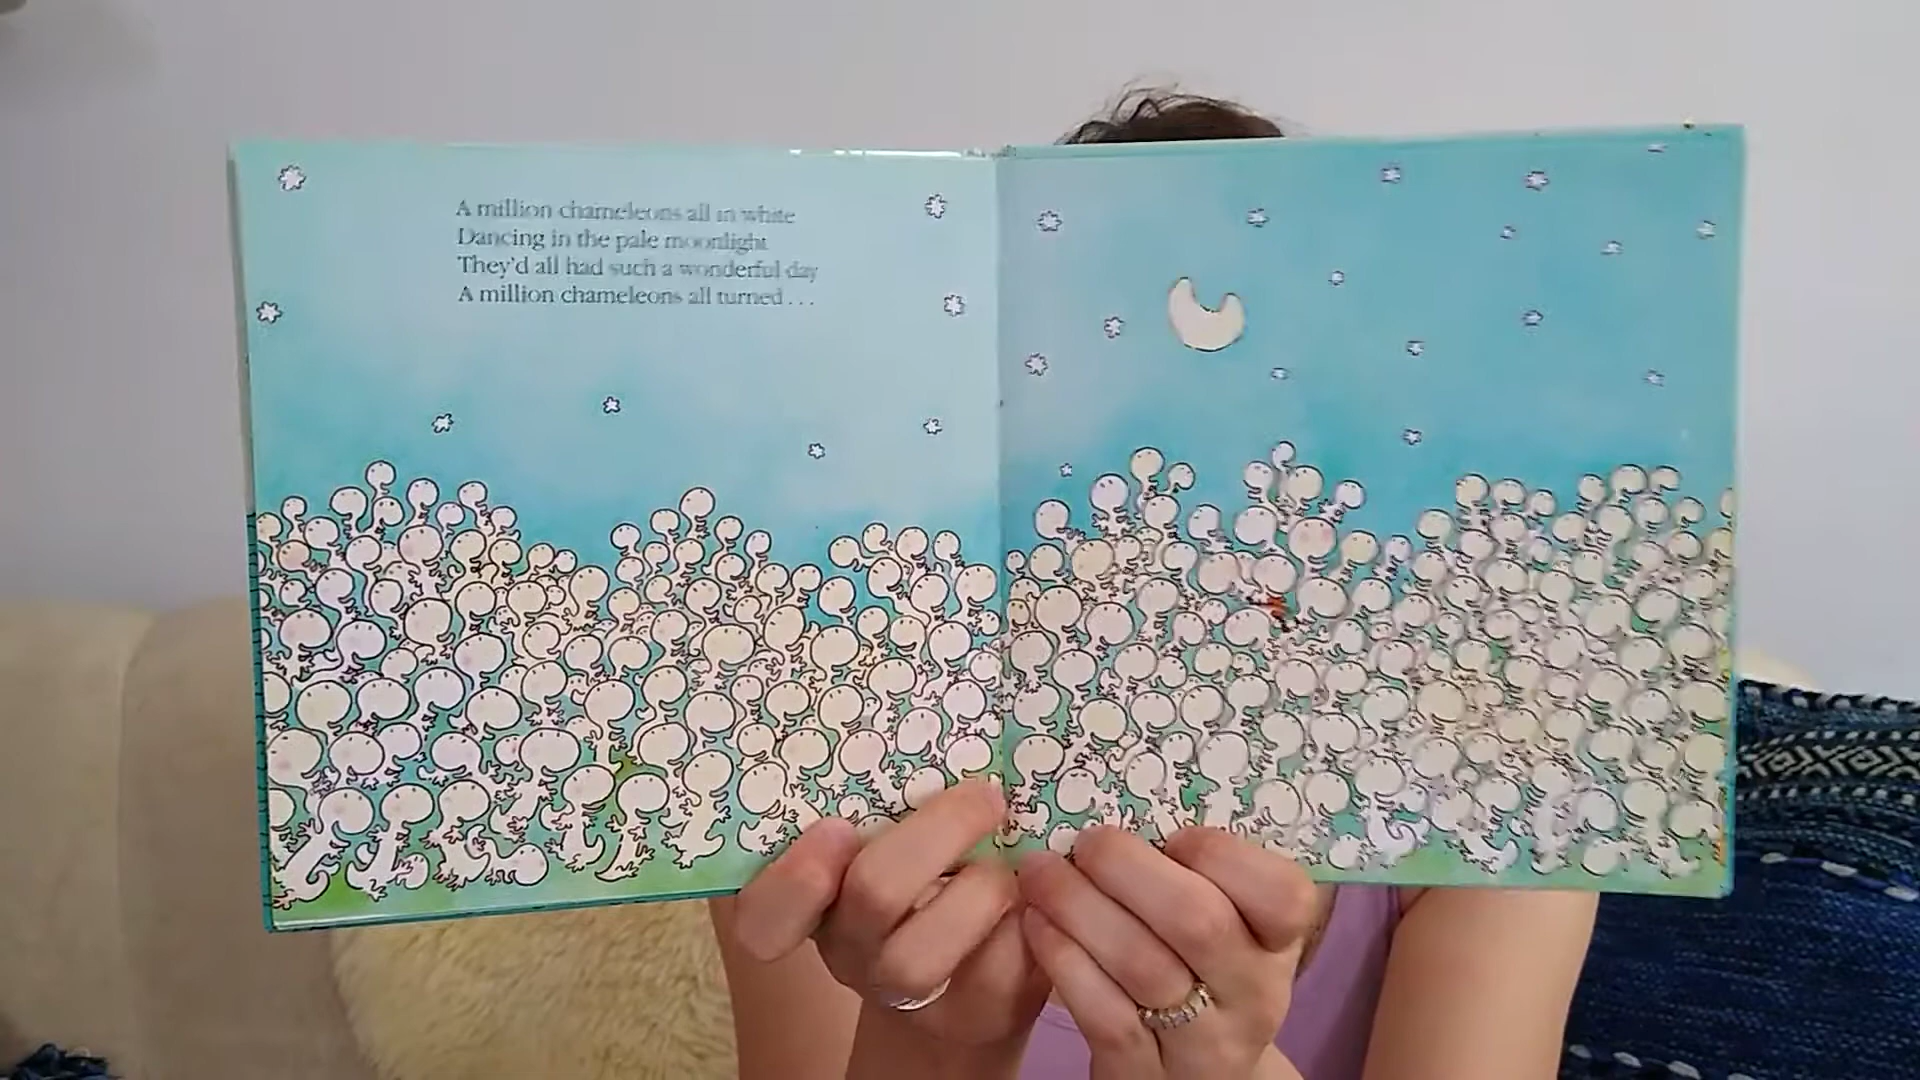 A million chameleons all in white
Dancing in the pale moonlight
They'd all had such a wonderful day
A million chameleons all turned . . .